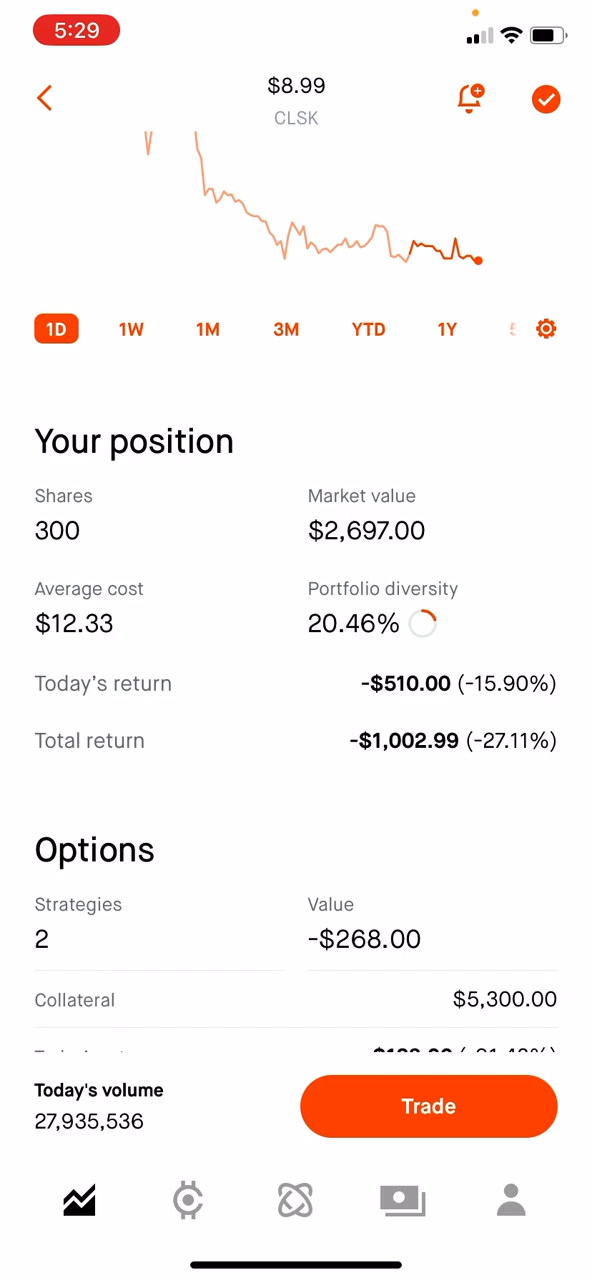 5:29
$8.99
CLSK
1D 1W 1M 3M YTD 1Y
Your position
Shares Market value
300 $2,697.00
Average cost Portfolio diversity
$12.33 20.46%
Today's return -$510.00 (-15.90%)
Total return -$1,002.99 (-27.11%)
Options
Strategies Value
2 -$268.00
Collateral $5,300.00
Today's volume
27,935,536
Trade